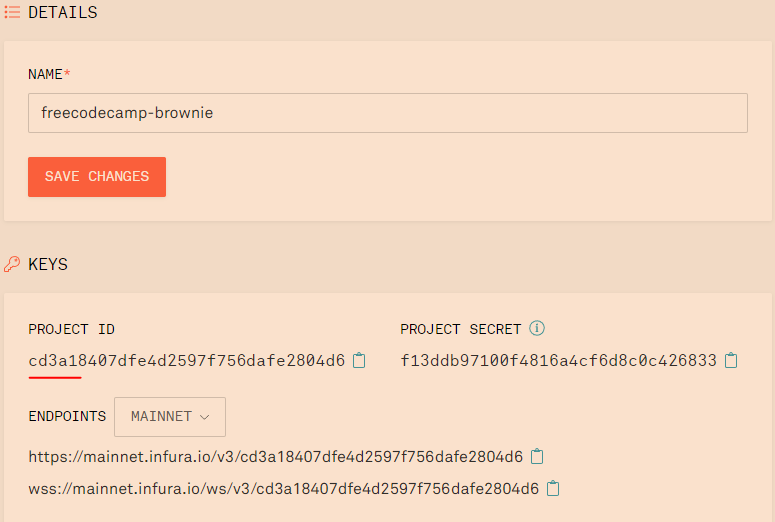 DETAILS
NAME*
freecodecamp-brownie
SAVE CHANGES
KEYS
PROJECT ID
cd3a18407dfe4d2597f756dafe2804d6
PROJECT SECRET
f13ddb97100f4816a4cf6d8c0c426833
ENDPOINTS MAINNET
https://mainnet.infura.io/v3/cd3a18407dfe4d2597f756dafe2804d6
wss://mainnet.infura.io/ws/v3/cd3a18407dfe4d2597f756dafe2804d6